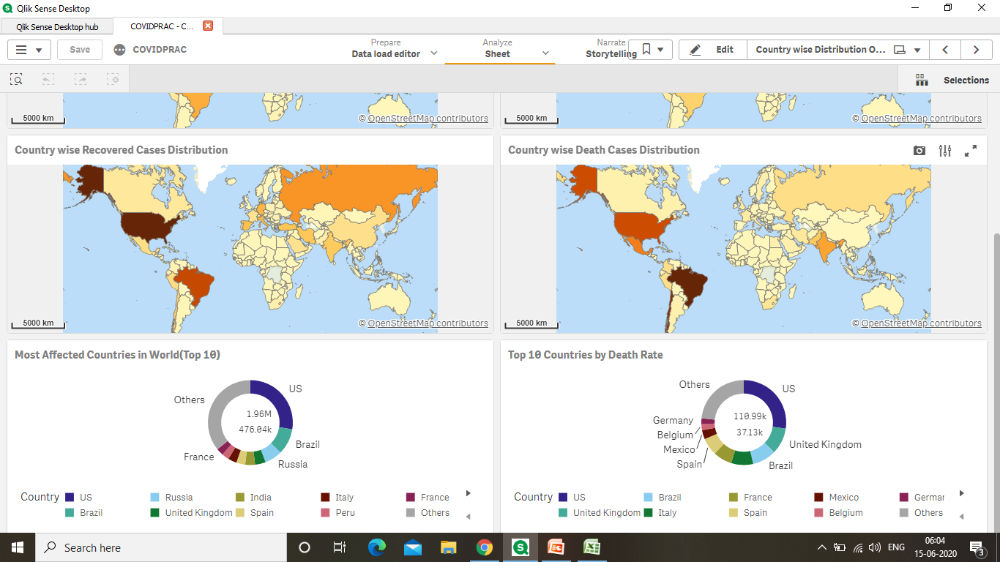 Qlik Sense Desktop
Qlik Sense Desktop hub
COVIDPRAC - C...
Save
COVIDPRAC
Prepare
Data load editor
Analyze
Sheet
Narrate
Storytelling
Edit
Country wise Distribution O...
Selections
5000 km
© OpenStreetMap contributors
5000 km
© OpenStreetMap contributors
Country wise Recovered Cases Distribution
5000 km
© OpenStreetMap contributors
Country wise Death Cases Distribution
5000 km
© OpenStreetMap contributors
Most Affected Countries in World(Top 10)
US
Others
1.96M
476.04k
Brazil
France
Russia
Country
US
Russia
India
Italy
France
Brazil
United Kingdom
Spain
Peru
Others
Top 10 Countries by Death Rate
Others
US
110.99k
37.13k
Germany
Belgium
Mexico
Spain
United Kingdom
Brazil
Country
US
Brazil
France
Mexico
Germar
United Kingdom
Italy
Spain
Belgium
Others
Search here
ENG
06:04
15-06-2020
3